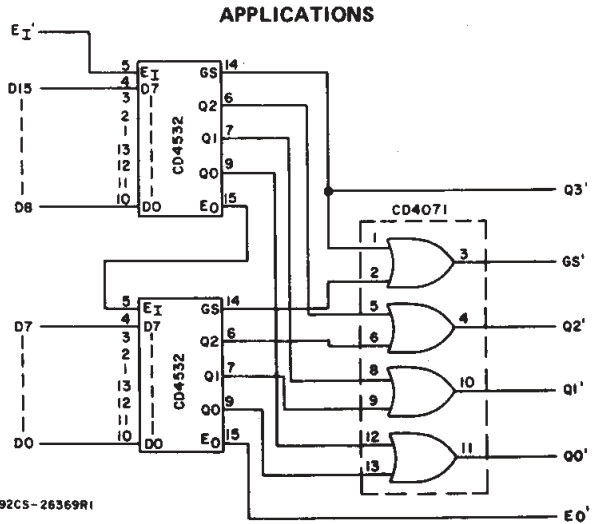 APPLICATIONS
EI'
5 EI GS 14
D15 4 D7
3
2 Q2 6
1
Q1 7
13
12 Q0 9
11
D8 10 D0 EO 15
CD4532
Q3'
CD4071
1
2
3 GS'
5 EI GS 14
D7 4 D7
3 Q2 6
2
1 Q1 7
13
12 Q0 9
11
D0 10 D0 EO 15
CD4532
5
6
4 Q2'
8
9
10 Q1'
12
13
11 Q0'
EO'
92CS-26369R1